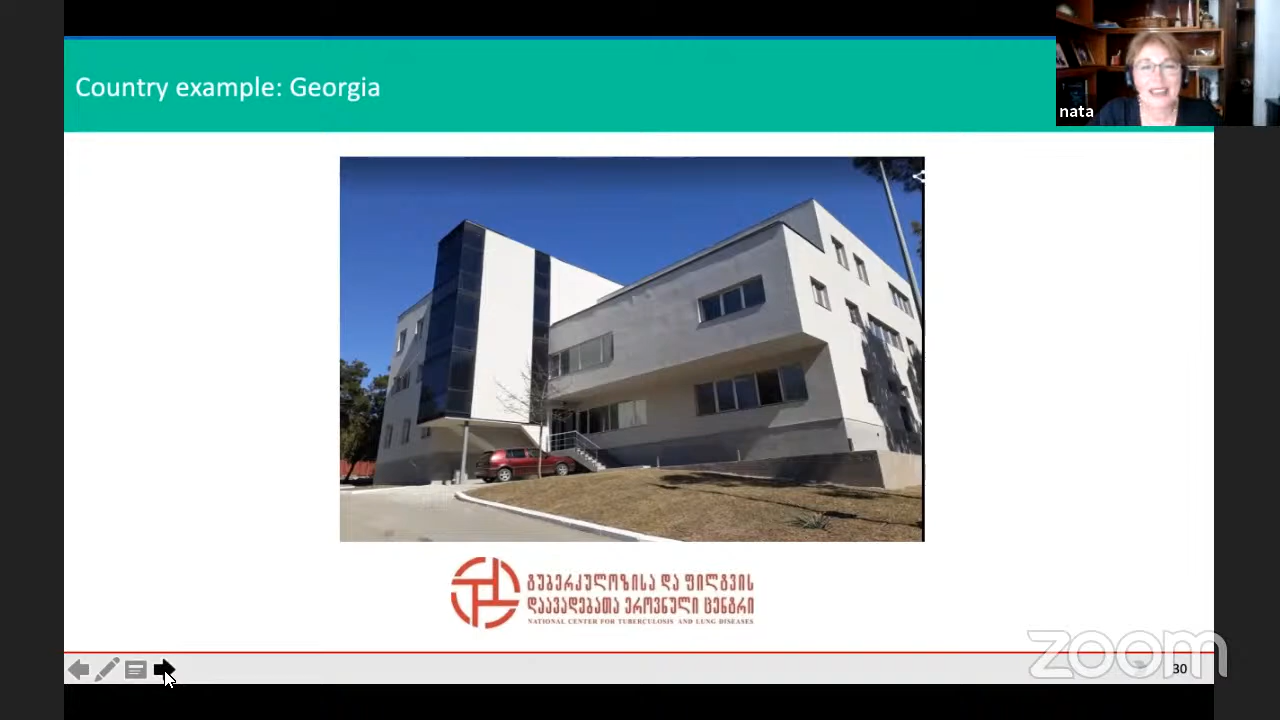 Country example: Georgia
nata
ტუბერკულოზისა და ფილტვის
დაავადებათა ეროვნული ცენტრი
NATIONAL CENTER FOR TUBERCULOSIS AND LUNG DISEASES
zoom
30